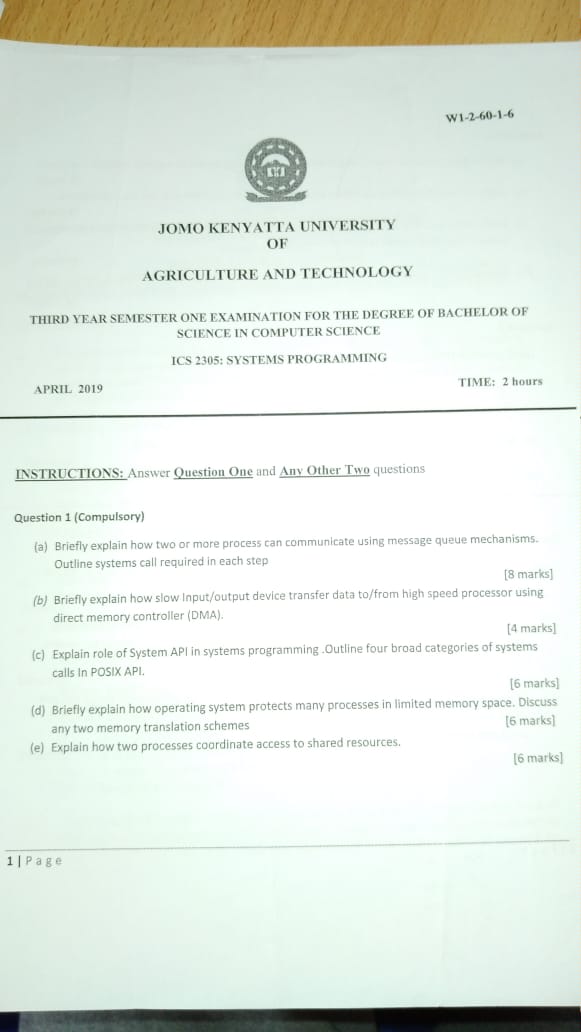 W1-2-60-1-6
JOMO KENYATTA UNIVERSITY
OF
AGRICULTURE AND TECHNOLOGY
THIRD YEAR SEMESTER ONE EXAMINATION FOR THE DEGREE OF BACHELOR OF
SCIENCE IN COMPUTER SCIENCE
ICS 2305: SYSTEMS PROGRAMMING
APRIL 2019 TIME: 2 hours
INSTRUCTIONS: Answer Question One and Any Other Two questions
Question 1 (Compulsory)
(a) Briefly explain how two or more process can communicate using message queue mechanisms.
Outline systems call required in each step
[8 marks]
(b) Briefly explain how slow Input/output device transfer data to/from high speed processor using
direct memory controller (DMA).
[4 marks]
(c) Explain role of System API in systems programming .Outline four broad categories of systems
calls In POSIX API.
[6 marks]
(d) Briefly explain how operating system protects many processes in limited memory space. Discuss
any two memory translation schemes [6 marks]
(e) Explain how two processes coordinate access to shared resources.
[6 marks]
1 | Page